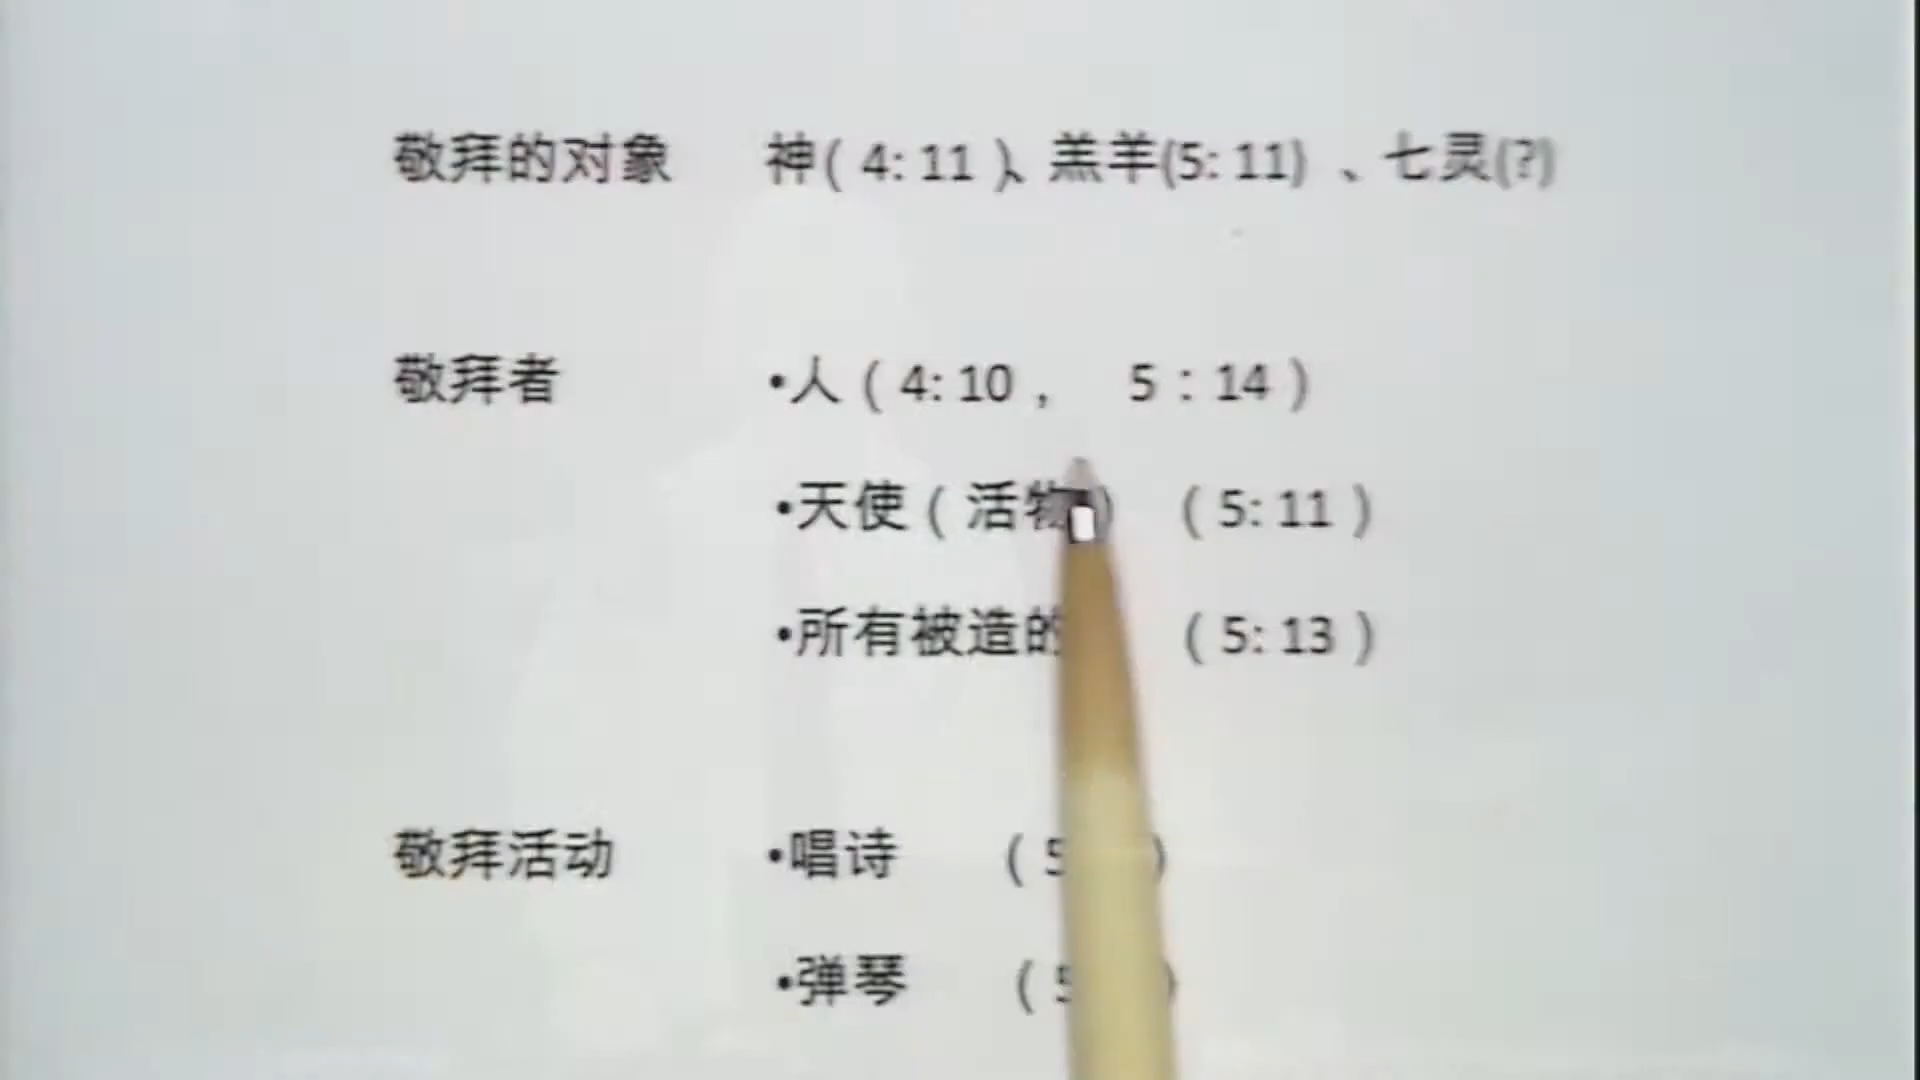 敬拜的对象 神( 4: 11 )、羔羊(5: 11) 、七灵(?)
敬拜者 •人( 4: 10 , 5 : 14 )
•天使( 活物) ( 5: 11 )
•所有被造的 ( 5: 13 )
敬拜活动 •唱诗 ( 5 )
•弹琴 ( 5 )